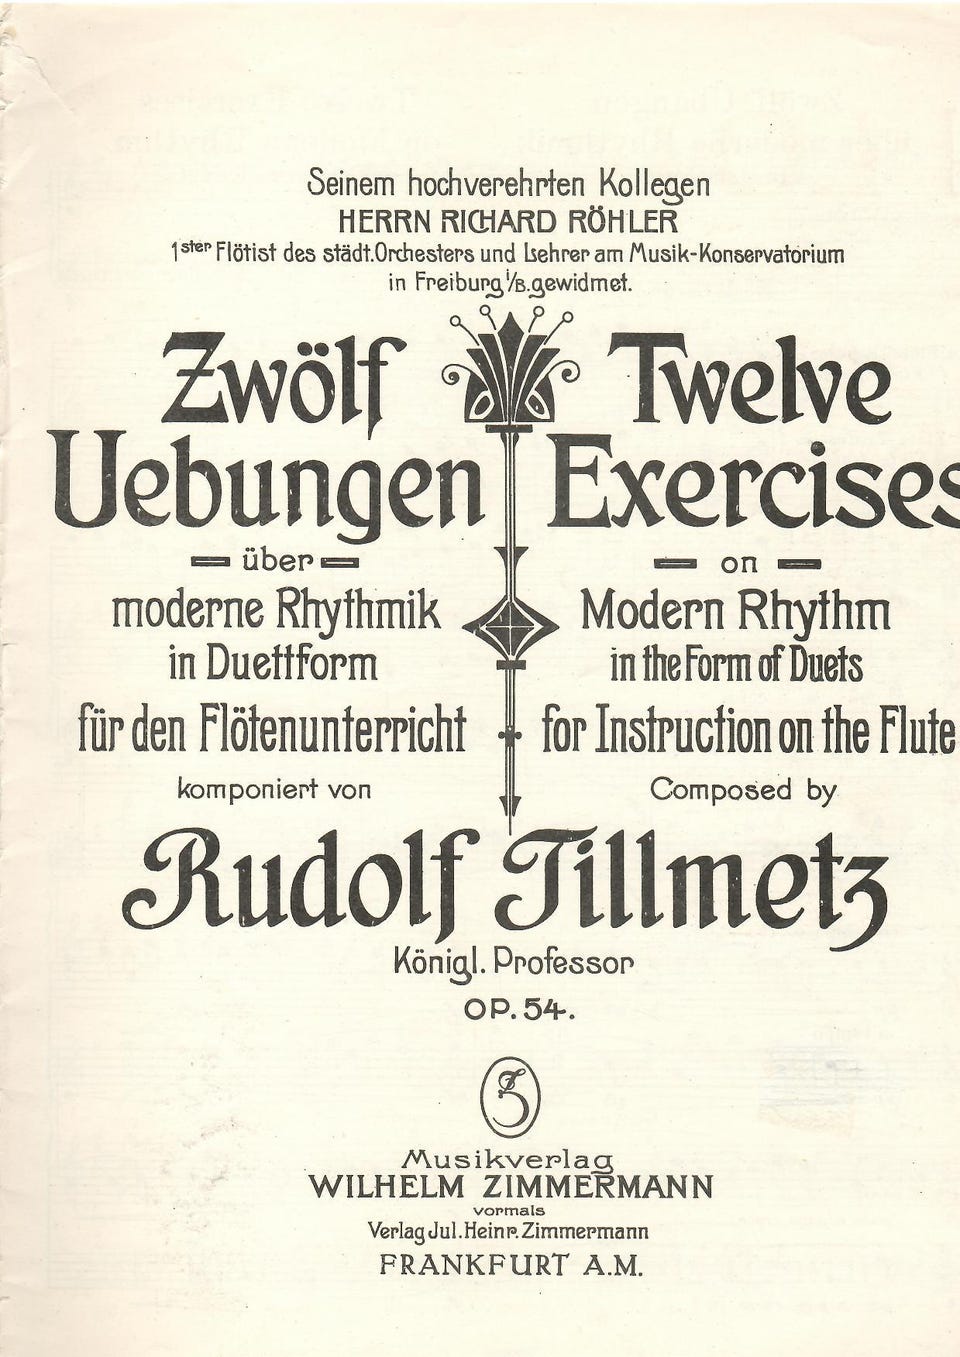 Seinem hochverehrten Kollegen
HERRN RICHARD RÖHLER
1ster Flötist des städt. Orchesters und Lehrer am Musik-Konservatorium
in Freiburg i/B. gewidmet.
Zwölf
Uebungen
über
moderne Rhythmik
in Duettform
für den Flötenunterricht
komponiert von
Twelve
Exercises
on
Modern Rhythm
in the Form of Duets
for Instruction on the Flute
Composed by
Rudolf Tillmetz
Königl. Professor
OP. 54.
Z
Musikverlag
WILHELM ZIMMERMANN
vormals
Verlag Jul. Heinr. Zimmermann
FRANKFURT A.M.